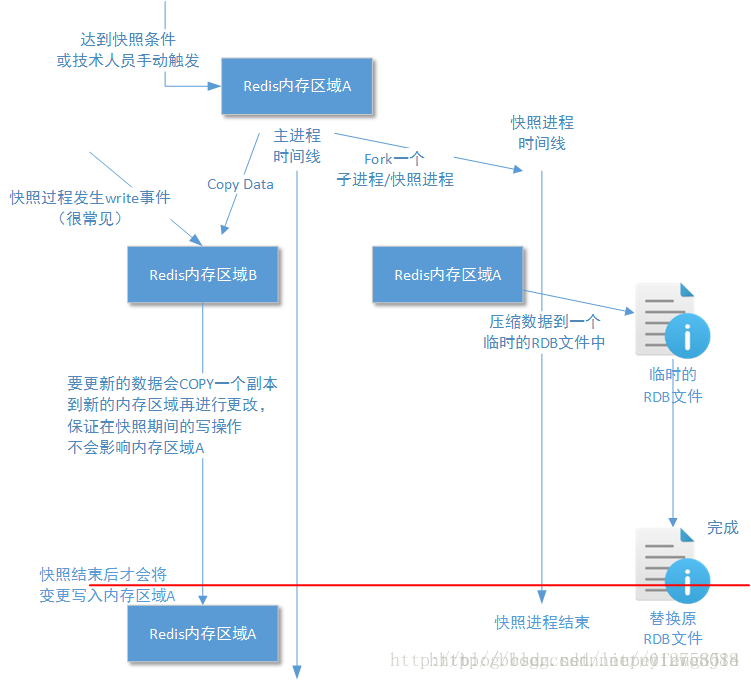 达到快照条件
或技术人员手动触发
Redis内存区域A
主进程
时间线
Fork一个
子进程/快照进程
快照进程
时间线
Copy Data
快照过程发生write事件
（很常见）
Redis内存区域B
Redis内存区域A
压缩数据到一个
临时的RDB文件中
临时的
RDB文件
要更新的数据会COPY一个副本
到新的内存区域再进行更改，
保证在快照期间的写操作
不会影响内存区域A
完成
快照结束后才会将
变更写入内存区域A
Redis内存区域A
快照进程结束
替换原
RDB文件